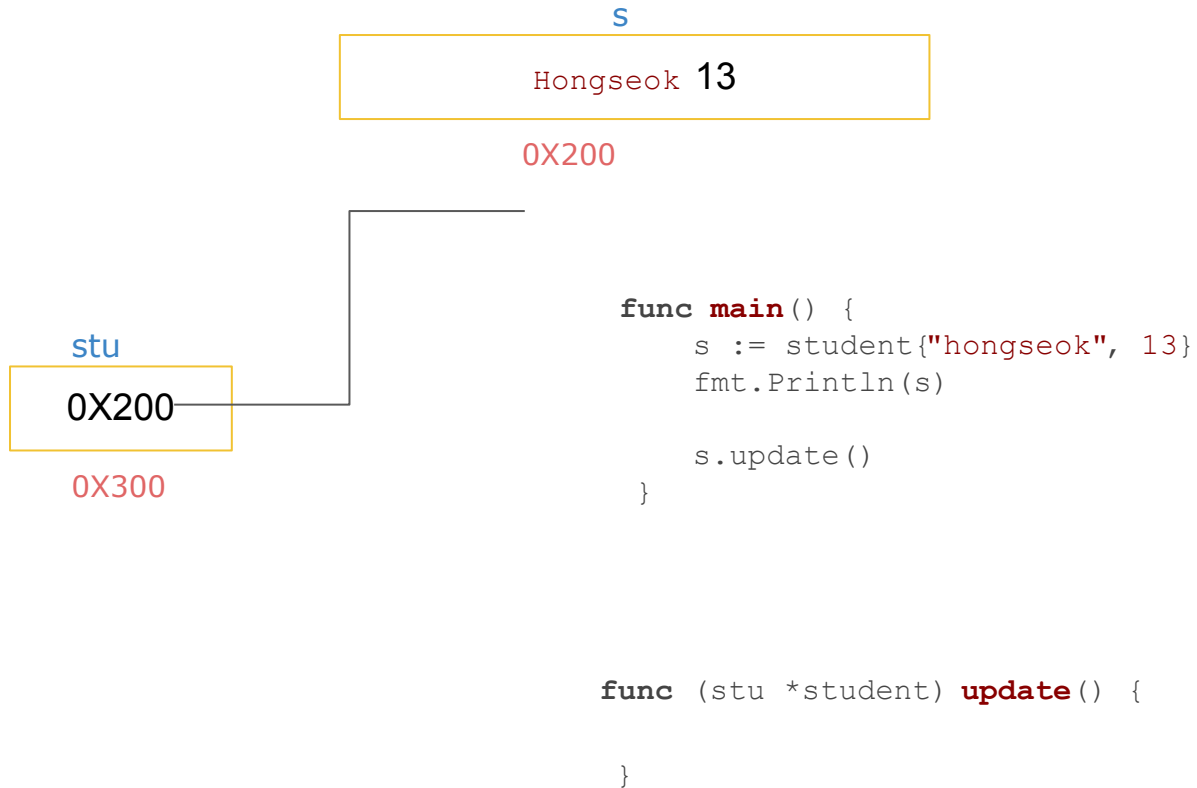 s
Hongseok 13
0X200
stu
0X200
0X300
func main() {
s := student{"hongseok", 13}
fmt.Println(s)
s.update()
}
func (stu *student) update() {
}